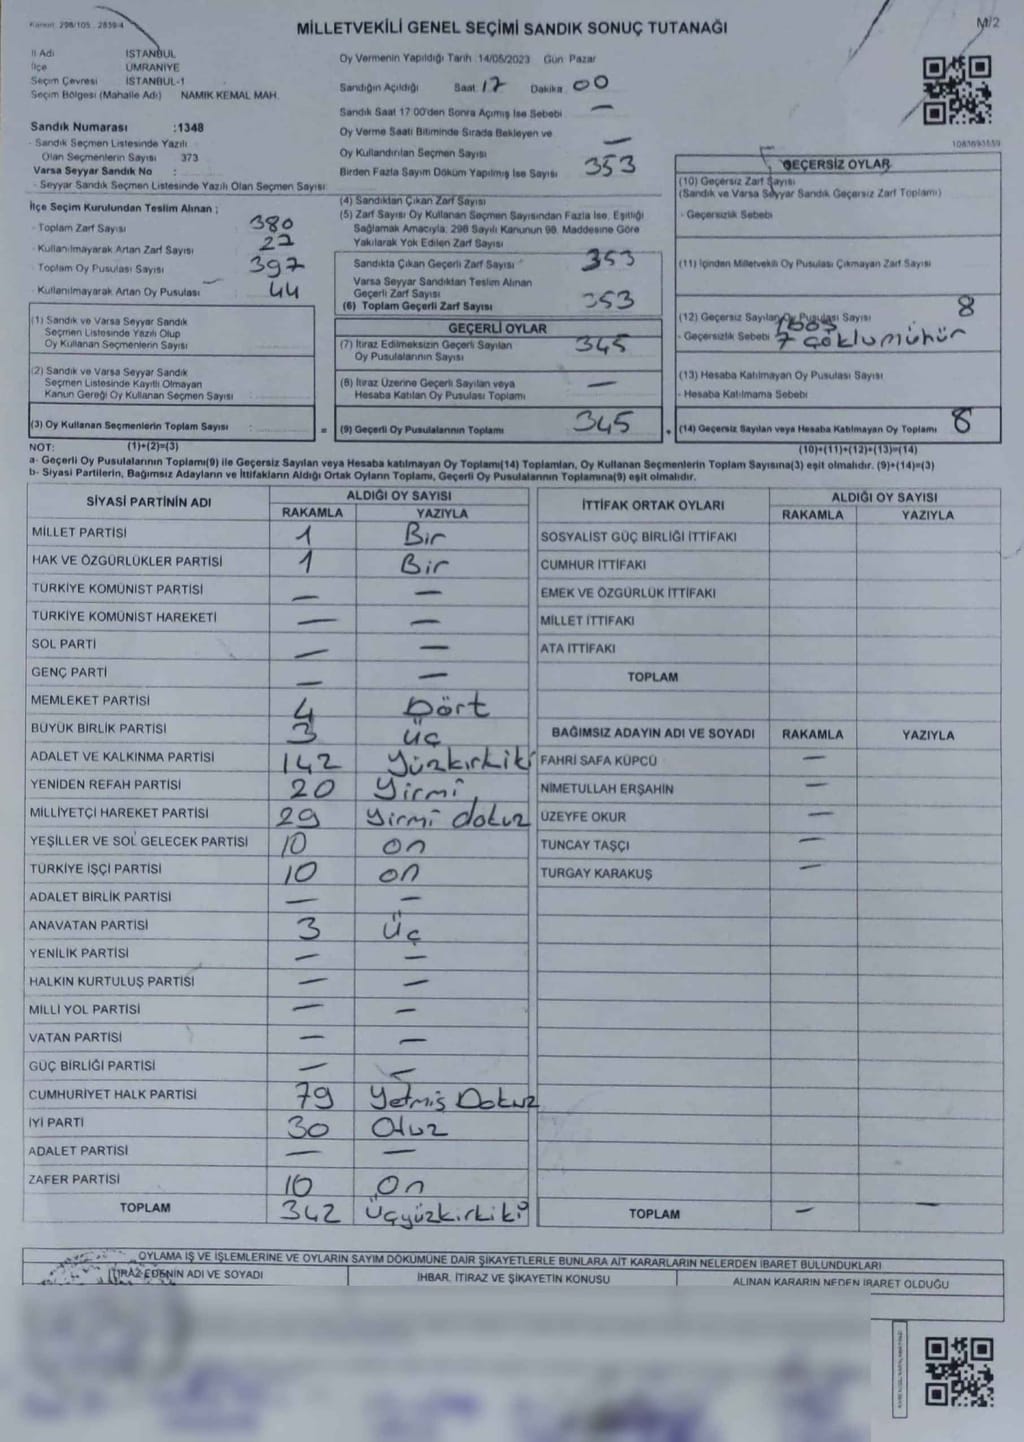 Kanun: 298/105 , 2839-4
MİLLETVEKİLİ GENEL SEÇİMİ SANDIK SONUÇ TUTANAĞI
M/2
İl Adı İSTANBUL
İlçe ÜMRANİYE
Seçim Çevresi İSTANBUL-1
Seçim Bölgesi (Mahalle Adı) NAMIK KEMAL MAH.
Oy Vermenin Yapıldığı Tarih 14/05/2023 Gün Pazar
Sandığın Açıldığı Saat 17 Dakika 00
Sandık Saat 17:00'den Sonra Açılmış İse Sebebi —
Oy Verme Saati Bitiminde Sırada Bekleyen ve
Oy Kullandırılan Seçmen Sayısı —
Birden Fazla Sayım Döküm Yapılmış İse Sayısı
353
Sandık Numarası :1348
- Sandık Seçmen Listesinde Yazılı
Olan Seçmenlerin Sayısı 373
Varsa Seyyar Sandık No :
- Seyyar Sandık Seçmen Listesinde Yazılı Olan Seçmen Sayısı:
İlçe Seçim Kurulundan Teslim Alınan ;
- Toplam Zarf Sayısı 380
- Kullanılmayarak Artan Zarf Sayısı 27
- Toplam Oy Pusulası Sayısı 397
- Kullanılmayarak Artan Oy Pusulası 44
(1) Sandık ve Varsa Seyyar Sandık
Seçmen Listesinde Yazılı Olup
Oy Kullanan Seçmenlerin Sayısı
(2) Sandık ve Varsa Seyyar Sandık
Seçmen Listesinde Kayıtlı Olmayan
Kanun Gereği Oy Kullanan Seçmen Sayısı
(3) Oy Kullanan Seçmenlerin Toplam Sayısı
=
(4) Sandıktan Çıkan Zarf Sayısı
(5) Zarf Sayısı Oy Kullanan Seçmen Sayısından Fazla İse, Eşitliği
Sağlamak Amacıyla, 298 Sayılı Kanunun 98. Maddesine Göre
Yakılarak Yok Edilen Zarf Sayısı
Sandıkta Çıkan Geçerli Zarf Sayısı 353
Varsa Seyyar Sandıktan Teslim Alınan
Geçerli Zarf Sayısı
(6) Toplam Geçerli Zarf Sayısı 353
GEÇERLİ OYLAR
(7) İtiraz Edilmeksizin Geçerli Sayılan 345
Oy Pusulalarının Sayısı
(8) İtiraz Üzerine Geçerli Sayılan veya —
Hesaba Katılan Oy Pusulası Toplamı
(9) Geçerli Oy Pusulalarının Toplamı 345
+
1083693559
GEÇERSİZ OYLAR
(10) Geçersiz Zarf Sayısı
(Sandık ve Varsa Seyyar Sandık Geçersiz Zarf Toplamı)
- Geçersizlik Sebebi
(11) İçinden Milletvekili Oy Pusulası Çıkmayan Zarf Sayısı
(12) Geçersiz Sayılan Oy Pusulası Sayısı 8
1 boş
- Geçersizlik Sebebi 7 çoklu mühür
(13) Hesaba Katılmayan Oy Pusulası Sayısı
- Hesaba Katılmama Sebebi
(14) Geçersiz Sayılan veya Hesaba Katılmayan Oy Toplamı 8
NOT: (1)+(2)=(3) (10)+(11)+(12)+(13)=(14)
a- Geçerli Oy Pusulalarının Toplamı(9) ile Geçersiz Sayılan veya Hesaba katılmayan Oy Toplamı(14) Toplamları, Oy Kullanan Seçmenlerin Toplam Sayısına(3) eşit olmalıdır. (9)+(14)=(3)
b- Siyasi Partilerin, Bağımsız Adayların ve İttifakların Aldığı Ortak Oyların Toplamı, Geçerli Oy Pusulalarının Toplamına(9) eşit olmalıdır.
SİYASİ PARTİNİN ADI ALDIĞI OY SAYISI
RAKAMLA YAZIYLA
MİLLET PARTİSİ 1 Bir
HAK VE ÖZGÜRLÜKLER PARTİSİ 1 Bir
TÜRKİYE KOMÜNİST PARTİSİ — —
TÜRKİYE KOMÜNİST HAREKETİ — —
SOL PARTİ — —
GENÇ PARTİ — —
MEMLEKET PARTİSİ 4 Dört
BÜYÜK BİRLİK PARTİSİ 3 Üç
ADALET VE KALKINMA PARTİSİ 142 Yüzkırkiki
YENİDEN REFAH PARTİSİ 20 Yirmi
MİLLİYETÇİ HAREKET PARTİSİ 29 Yirmi dokuz
YEŞİLLER VE SOL GELECEK PARTİSİ 10 on
TÜRKİYE İŞÇİ PARTİSİ 10 on
ADALET BİRLİK PARTİSİ — —
ANAVATAN PARTİSİ 3 Üç
YENİLİK PARTİSİ — —
HALKIN KURTULUŞ PARTİSİ — —
MİLLİ YOL PARTİSİ — —
VATAN PARTİSİ — —
GÜÇ BİRLİĞİ PARTİSİ — —
CUMHURİYET HALK PARTİSİ 79 Yetmiş Dokuz
İYİ PARTİ 30 Otuz
ADALET PARTİSİ — —
ZAFER PARTİSİ 10 On
TOPLAM 342 Üçyüzkırkiki
İTTİFAK ORTAK OYLARI ALDIĞI OY SAYISI
RAKAMLA YAZIYLA
SOSYALİST GÜÇ BİRLİĞİ İTTİFAKI
CUMHUR İTTİFAKI
EMEK VE ÖZGÜRLÜK İTTİFAKI
MİLLET İTTİFAKI
ATA İTTİFAKI
TOPLAM
BAĞIMSIZ ADAYIN ADI VE SOYADI RAKAMLA YAZIYLA
FAHRİ SAFA KÜPCÜ —
NİMETULLAH ERŞAHİN —
ÜZEYFE OKUR —
TUNCAY TAŞÇI —
TURGAY KARAKUŞ —
TOPLAM — —
OYLAMA İŞ VE İŞLEMLERİNE VE OYLARIN SAYIM DÖKÜMÜNE DAİR ŞİKAYETLERLE BUNLARA AİT KARARLARIN NELERDEN İBARET BULUNDUKLARI
İTİRAZ EDENİN ADI VE SOYADI İHBAR, İTİRAZ VE ŞİKAYETİN KONUSU ALINAN KARARIN NEDEN İBARET OLDUĞU